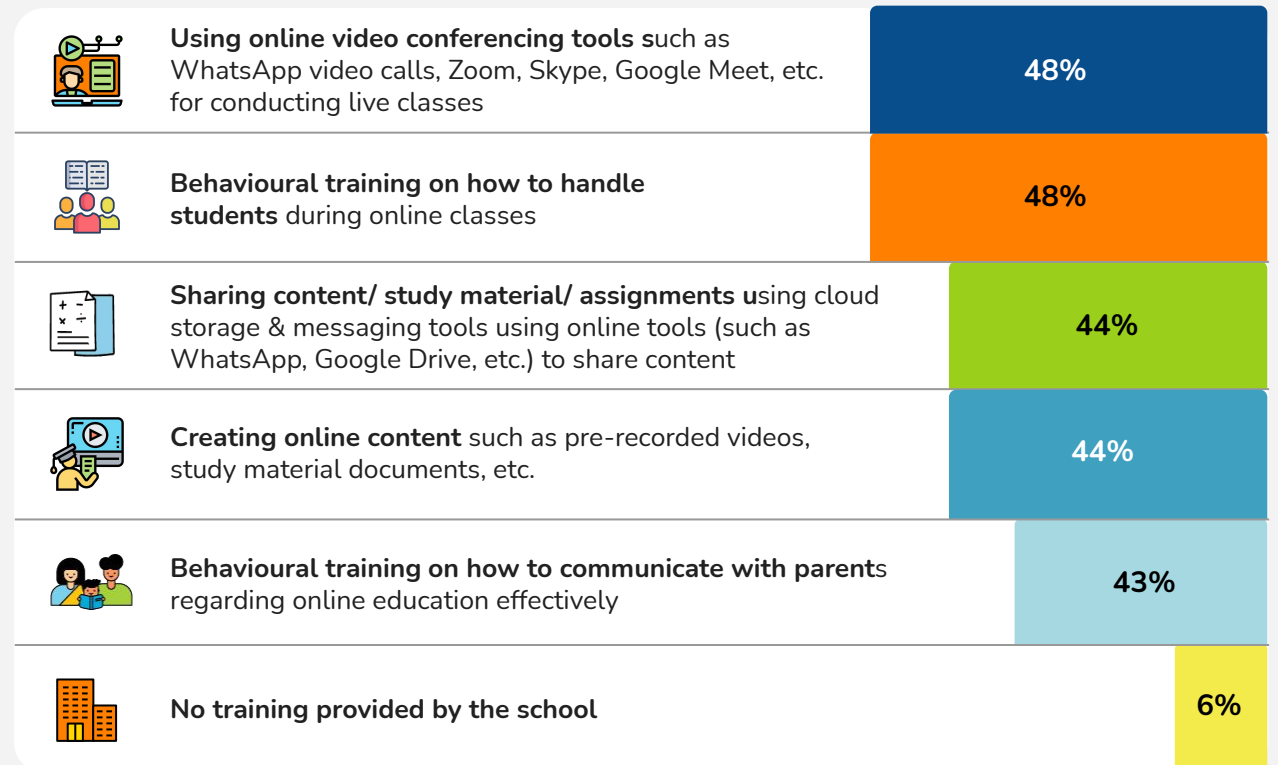 Using online video conferencing tools such as
WhatsApp video calls, Zoom, Skype, Google Meet, etc.
for conducting live classes
48%
Behavioural training on how to handle
students during online classes
48%
Sharing content/ study material/ assignments using cloud
storage & messaging tools using online tools (such as
WhatsApp, Google Drive, etc.) to share content
44%
Creating online content such as pre-recorded videos,
study material documents, etc.
44%
Behavioural training on how to communicate with parents
regarding online education effectively
43%
No training provided by the school
6%